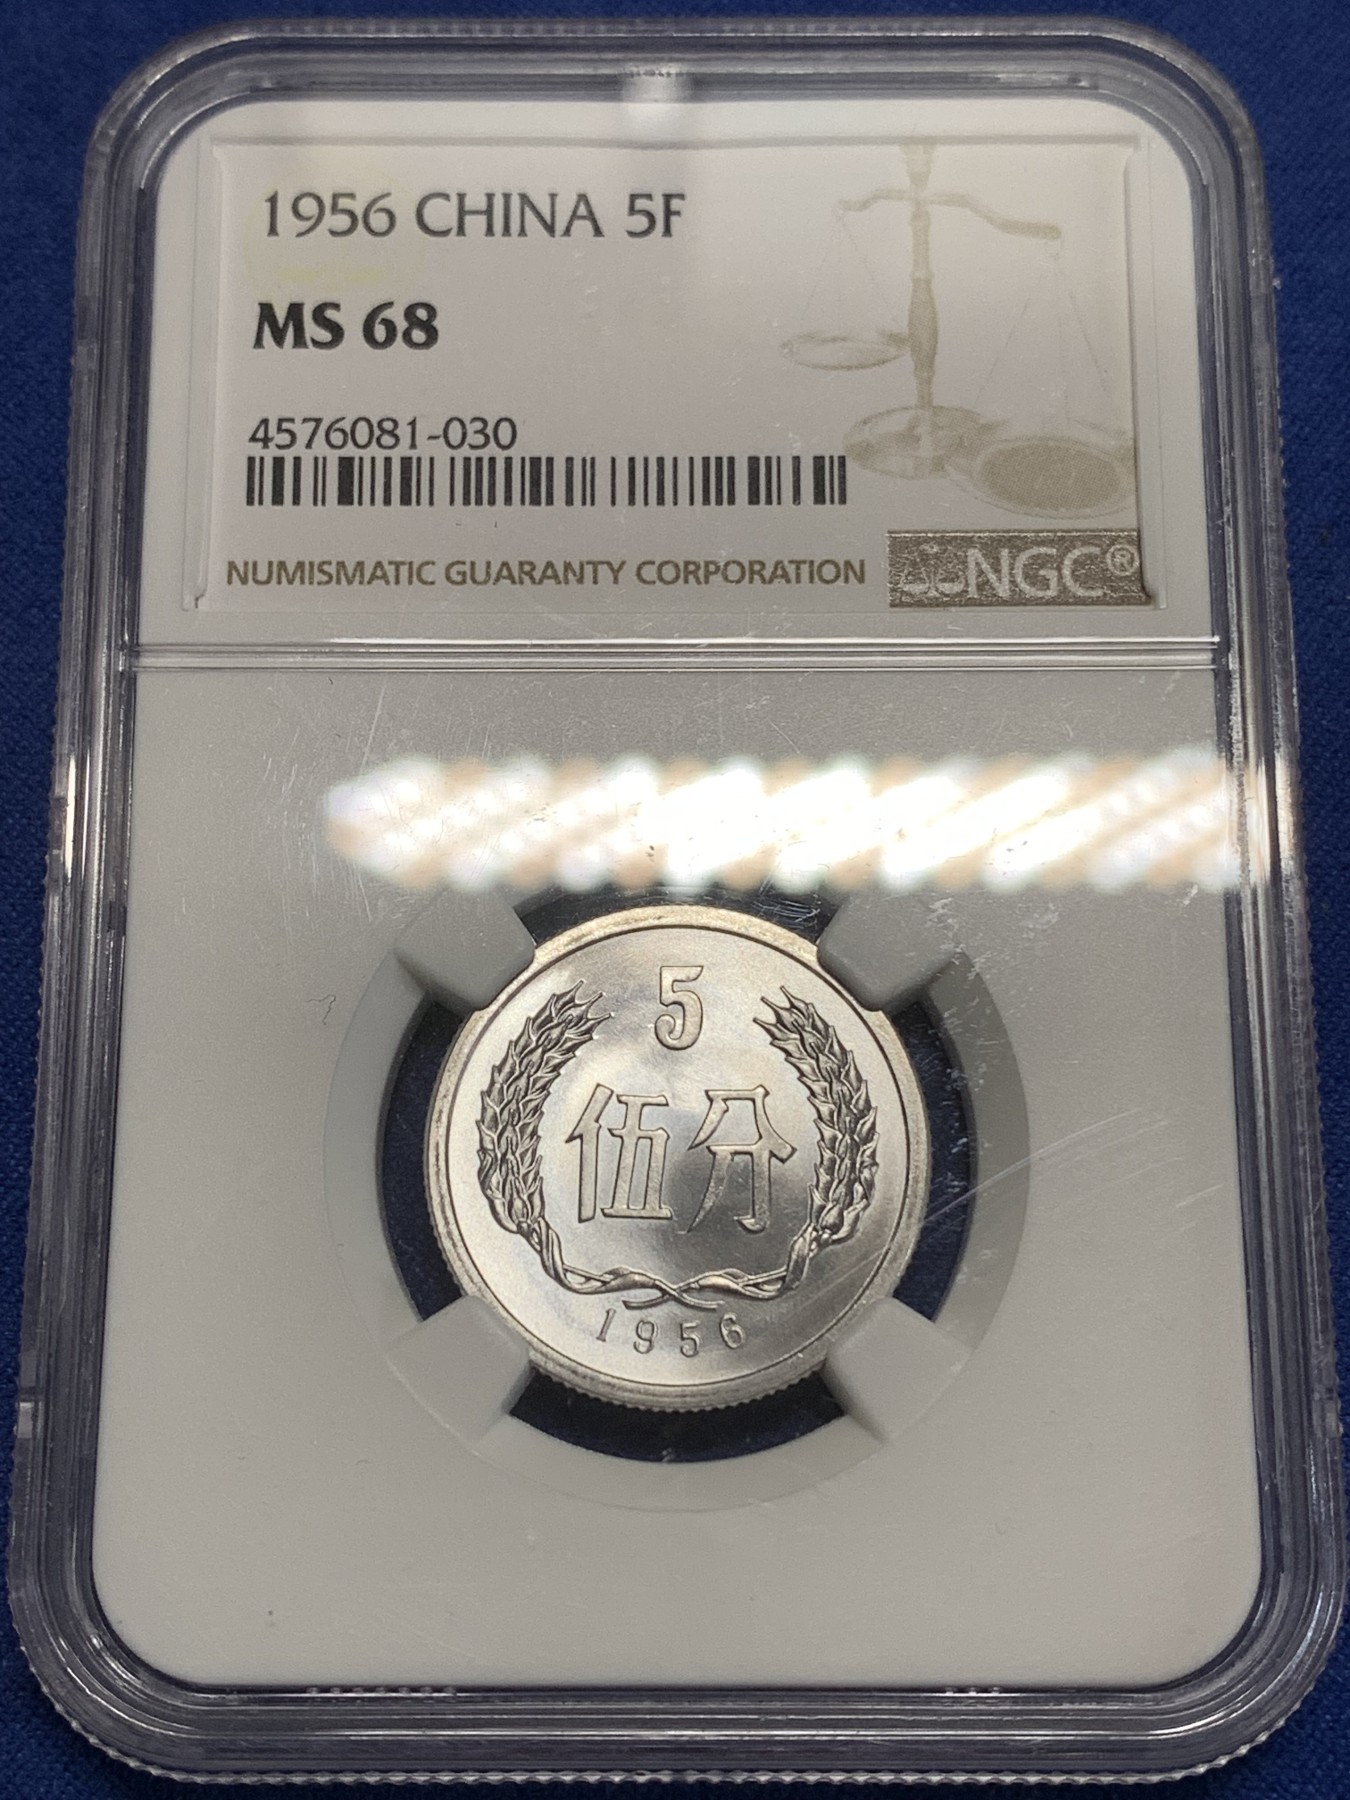 1956 CHINA 5F
MS 68
4576081-030
NUMISMATIC GUARANTY CORPORATION
NGC®
5
伍分
1956